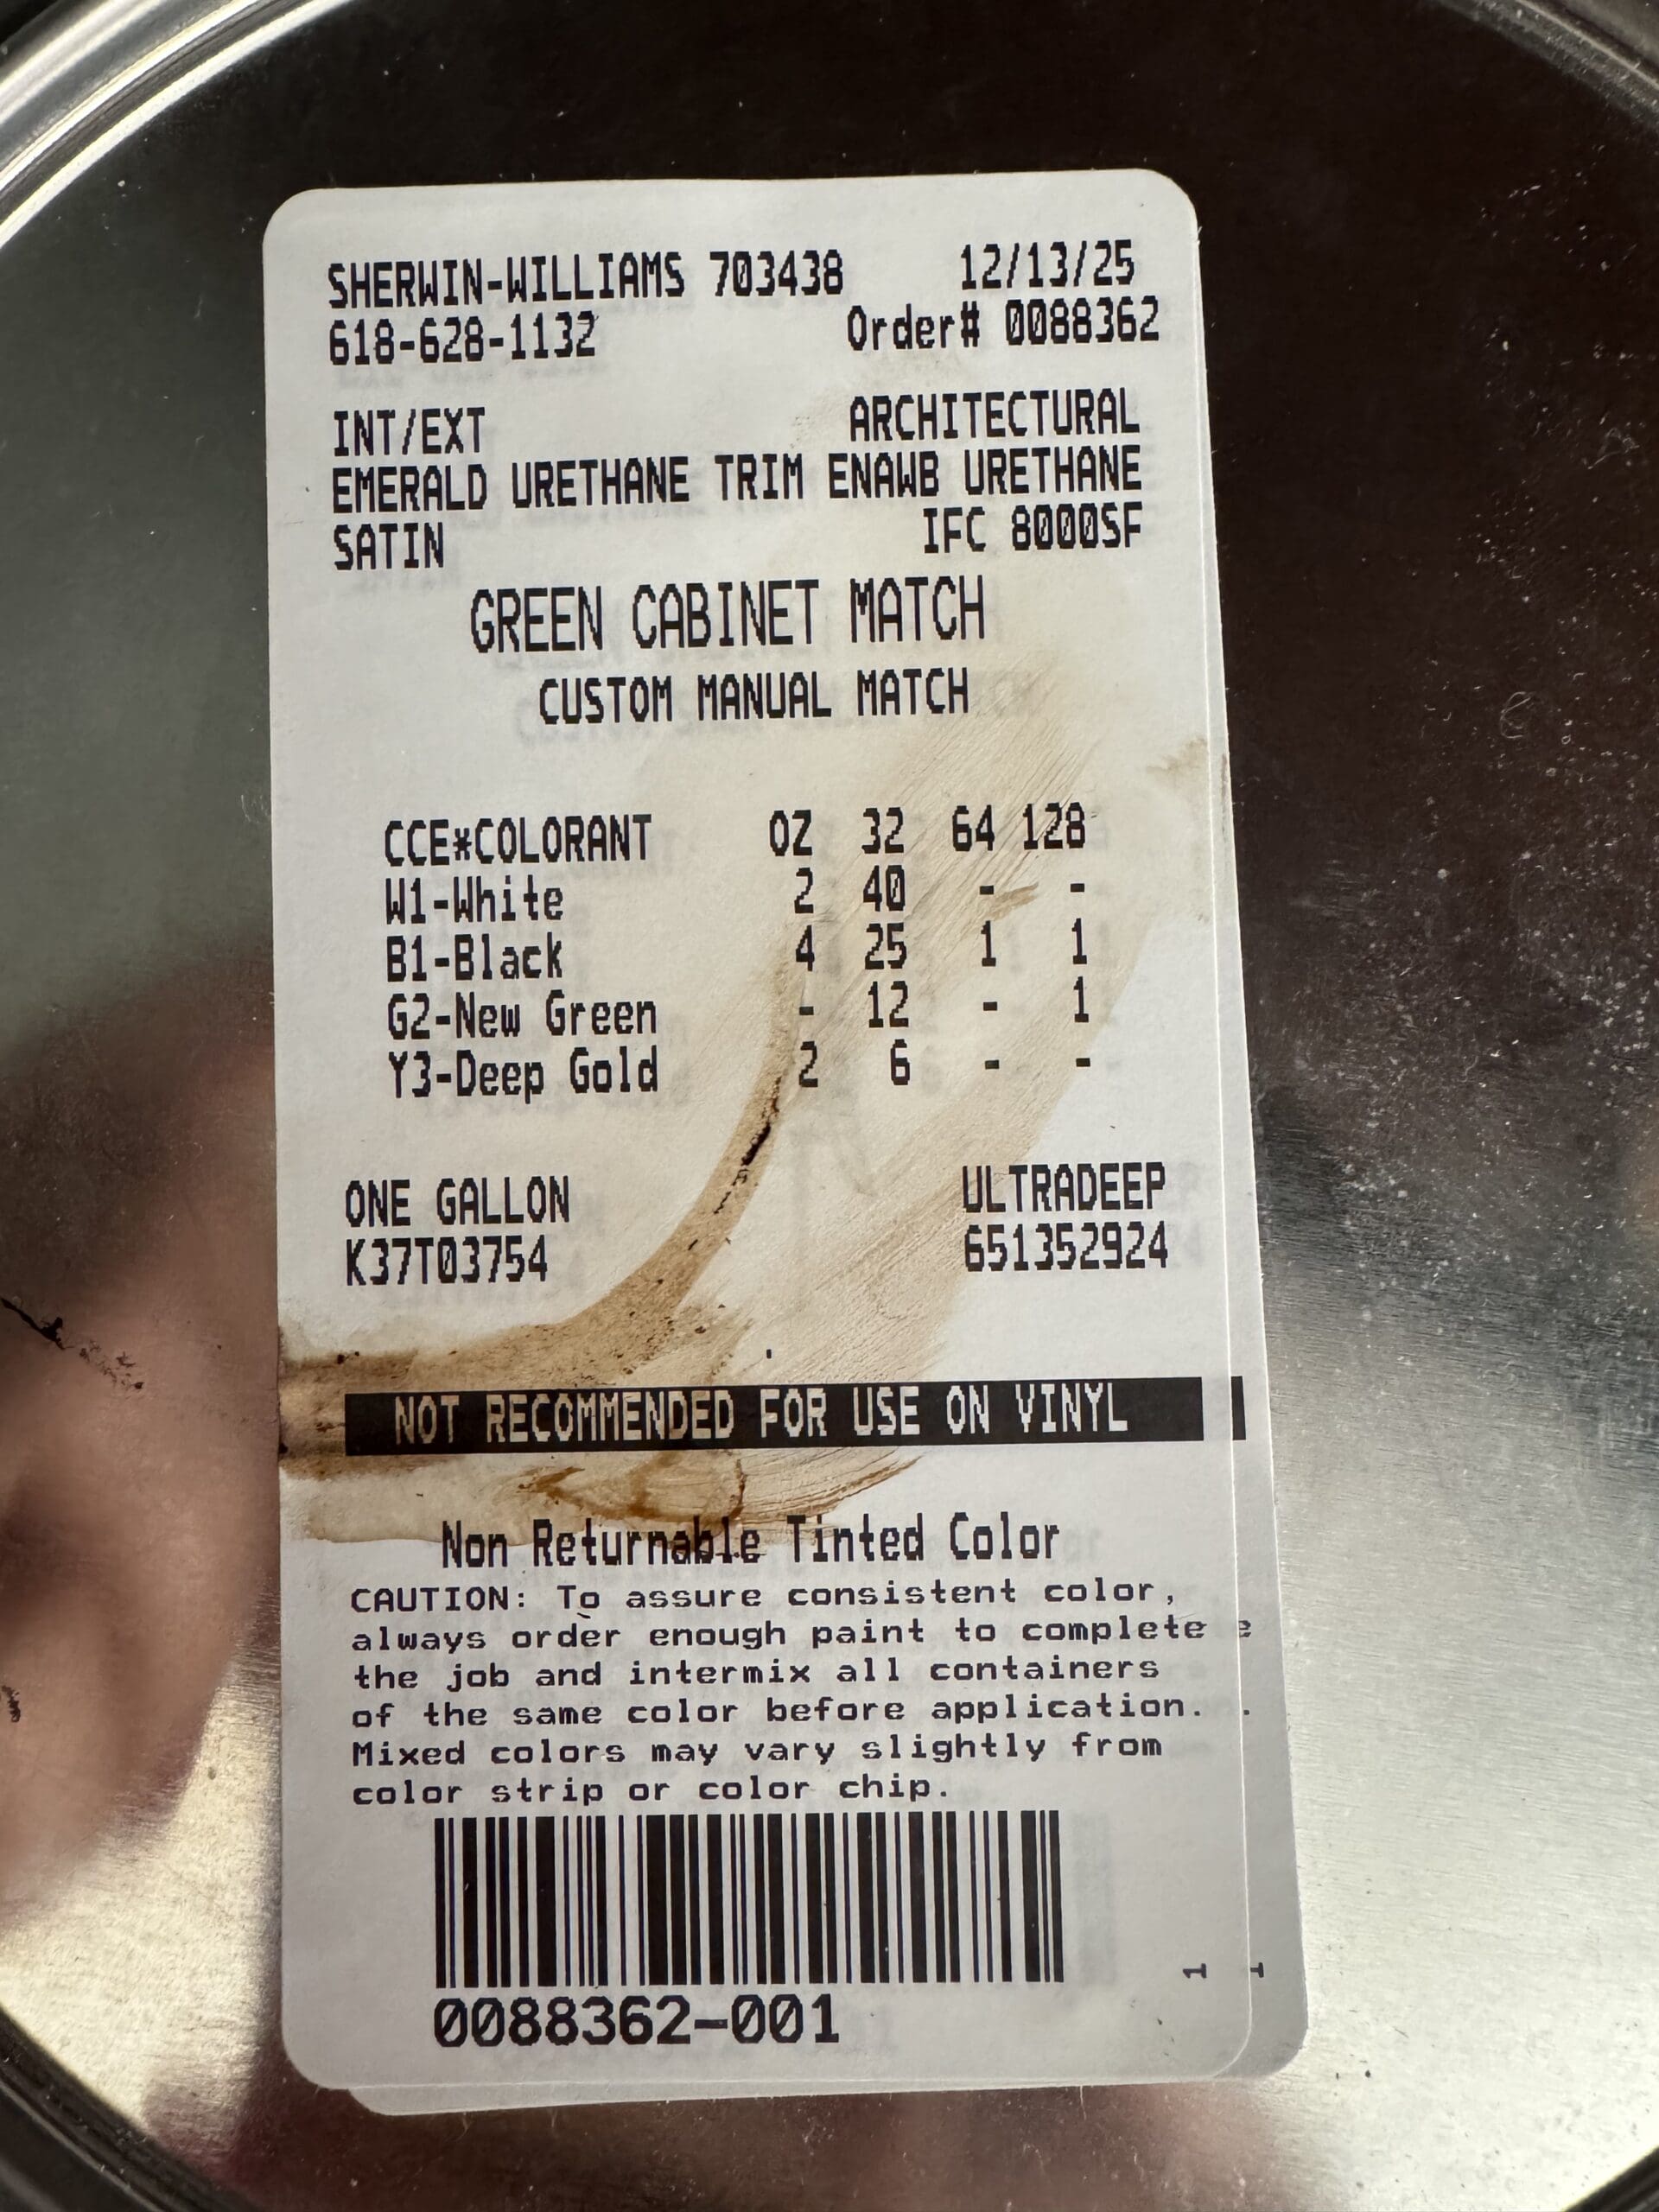 SHERWIN-WILLIAMS 703438 12/13/25
618-628-1132 Order# 0088362
INT/EXT ARCHITECTURAL
EMERALD URETHANE TRIM ENAWB URETHANE
SATIN IFC 8000SF
GREEN CABINET MATCH
CUSTOM MANUAL MATCH
CCE*COLORANT OZ 32 64 128
W1-White 2 40 - -
B1-Black 4 25 1 1
G2-New Green - 12 - 1
Y3-Deep Gold 2 6 - -
ONE GALLON ULTRADEEP
K37T03754 651352924
NOT RECOMMENDED FOR USE ON VINYL
Non Returnable Tinted Color
CAUTION: To assure consistent color,
always order enough paint to complete e
the job and intermix all containers
of the same color before application. .
Mixed colors may vary slightly from
color strip or color chip.
1 1
0088362-001